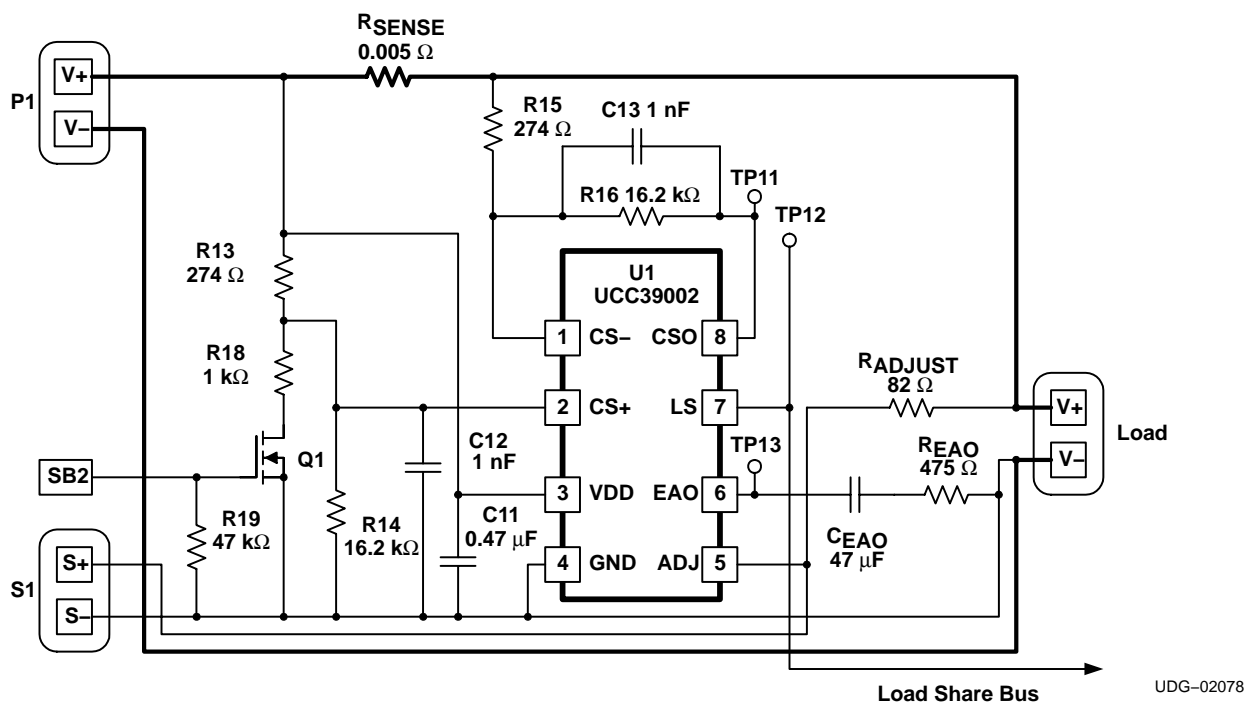 RSENSE
0.005 Ω
P1
V+
V−
R15
274 Ω
C13 1 nF
R16 16.2 kΩ
TP11
TP12
R13
274 Ω
U1
UCC39002
1 CS− CSO 8
R18
1 kΩ
RADJUST
82 Ω
2 CS+ LS 7
V+
V−
Load
C12
1 nF
TP13
REAO
475 Ω
SB2
Q1
3 VDD EAO 6
R19
47 kΩ
R14
16.2 kΩ
C11
0.47 μF
CEAO
47 μF
4 GND ADJ 5
S1
S+
S−
Load Share Bus
UDG−02078